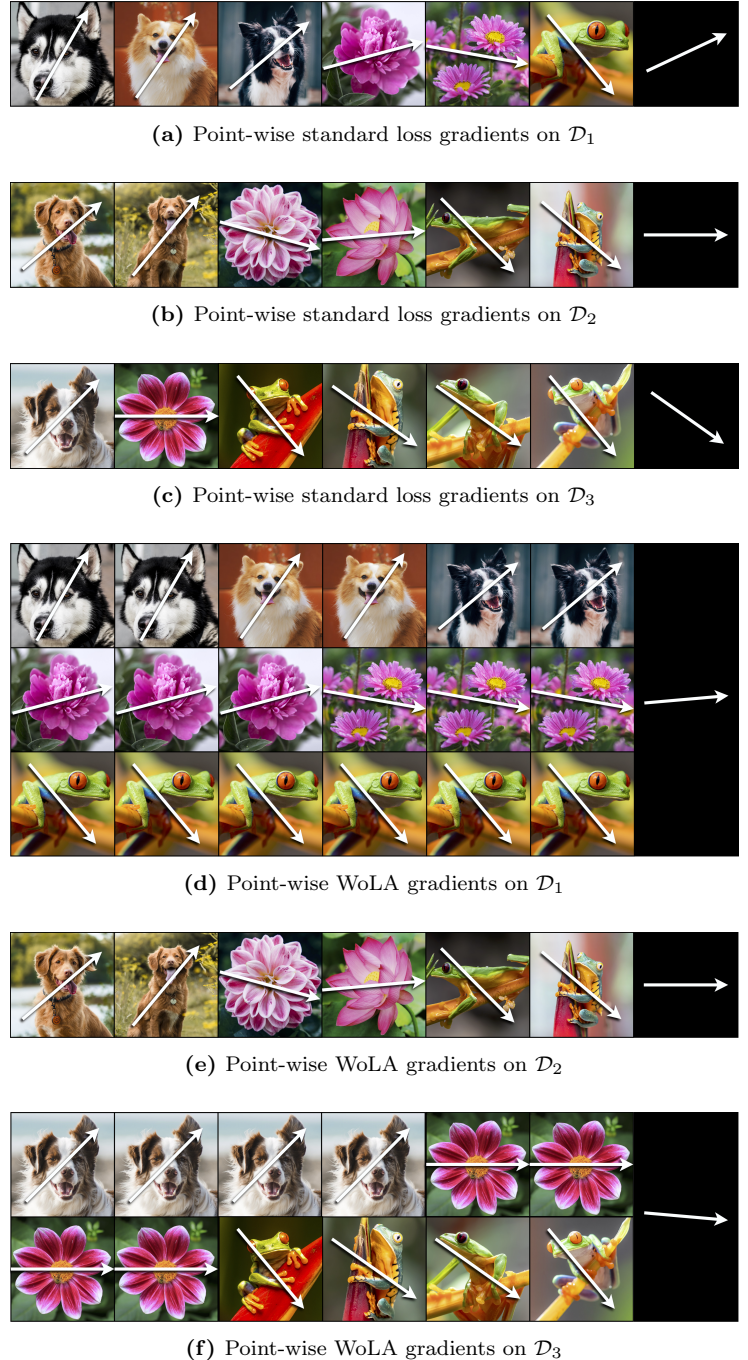 (a) Point-wise standard loss gradients on 𝒟₁
(b) Point-wise standard loss gradients on 𝒟₂
(c) Point-wise standard loss gradients on 𝒟₃
(d) Point-wise WoLA gradients on 𝒟₁
(e) Point-wise WoLA gradients on 𝒟₂
(f) Point-wise WoLA gradients on 𝒟₃